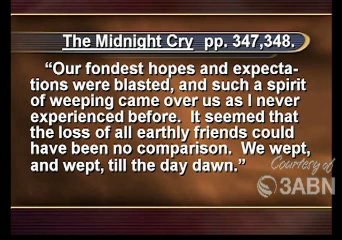 The Midnight Cry pp. 347,348.
“Our fondest hopes and expecta-
tions were blasted, and such a spirit
of weeping came over us as I never
experienced before. It seemed that
the loss of all earthly friends could
have been no comparison. We wept,
and wept, till the day dawn.”
Courtesy of
3ABN